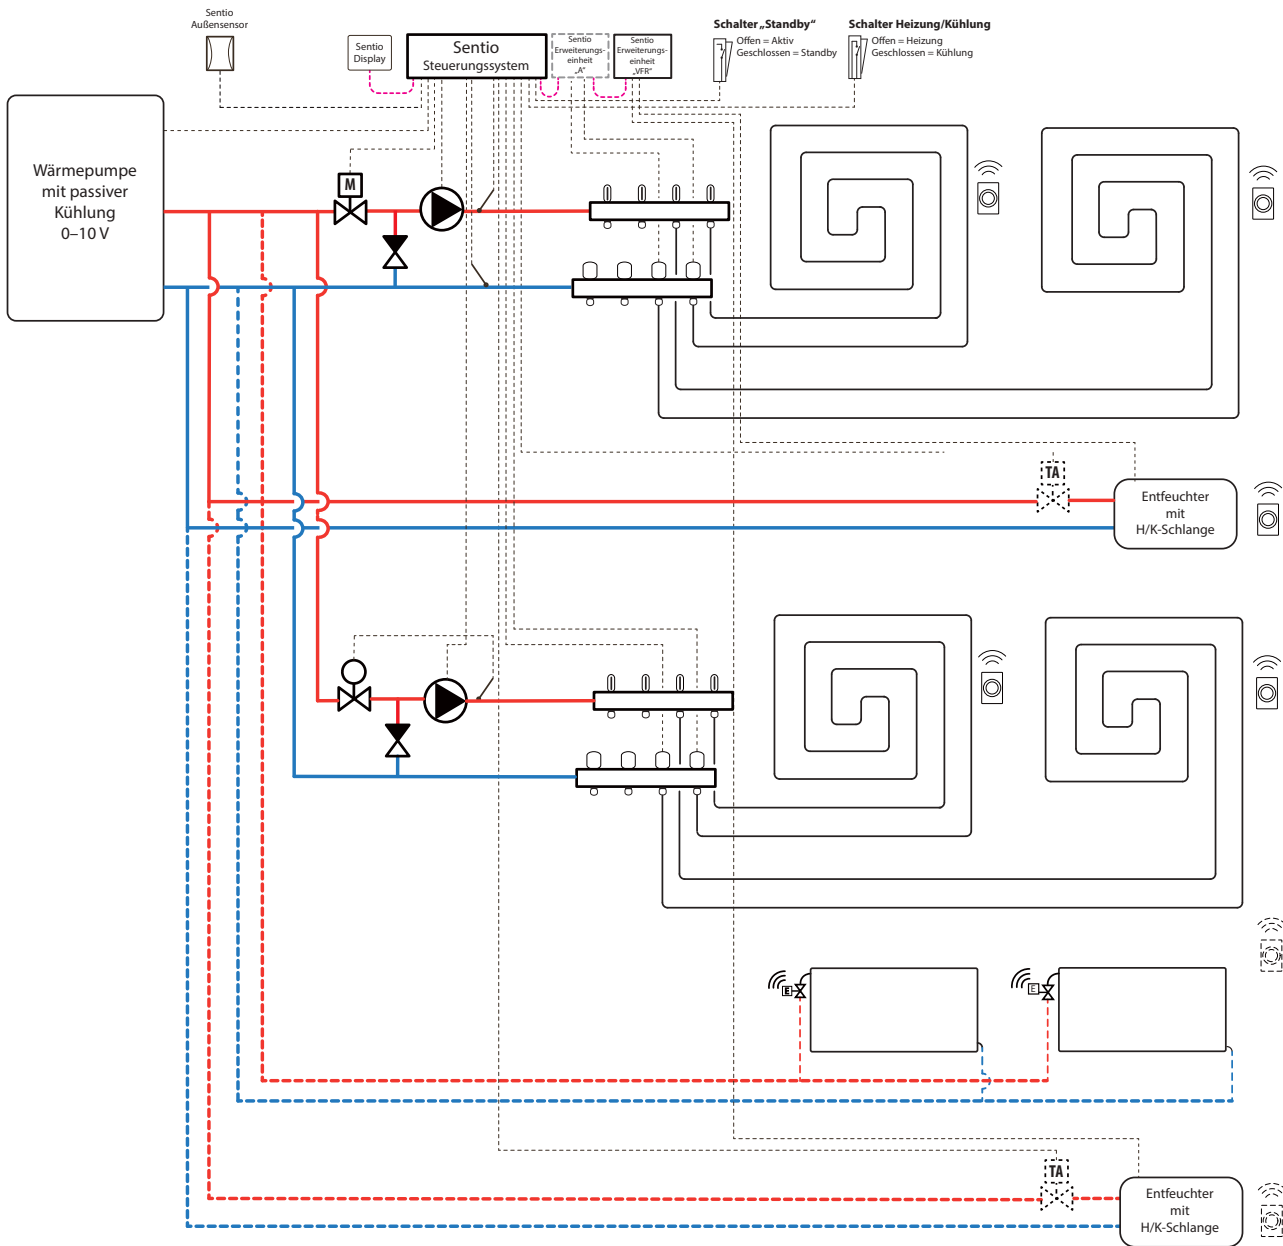 Sentio
Außensensor
Sentio
Display
Sentio
Steuerungssystem
Sentio
Erweiterungs-
einheit
„A“
Sentio
Erweiterungs-
einheit
„VFR“
Schalter „Standby“
Offen = Aktiv
Geschlossen = Standby
Schalter Heizung/Kühlung
Offen = Heizung
Geschlossen = Kühlung
Wärmepumpe
mit passiver
Kühlung
0–10 V
M
TA
Entfeuchter
mit
H/K-Schlange
E
E
TA
Entfeuchter
mit
H/K-Schlange